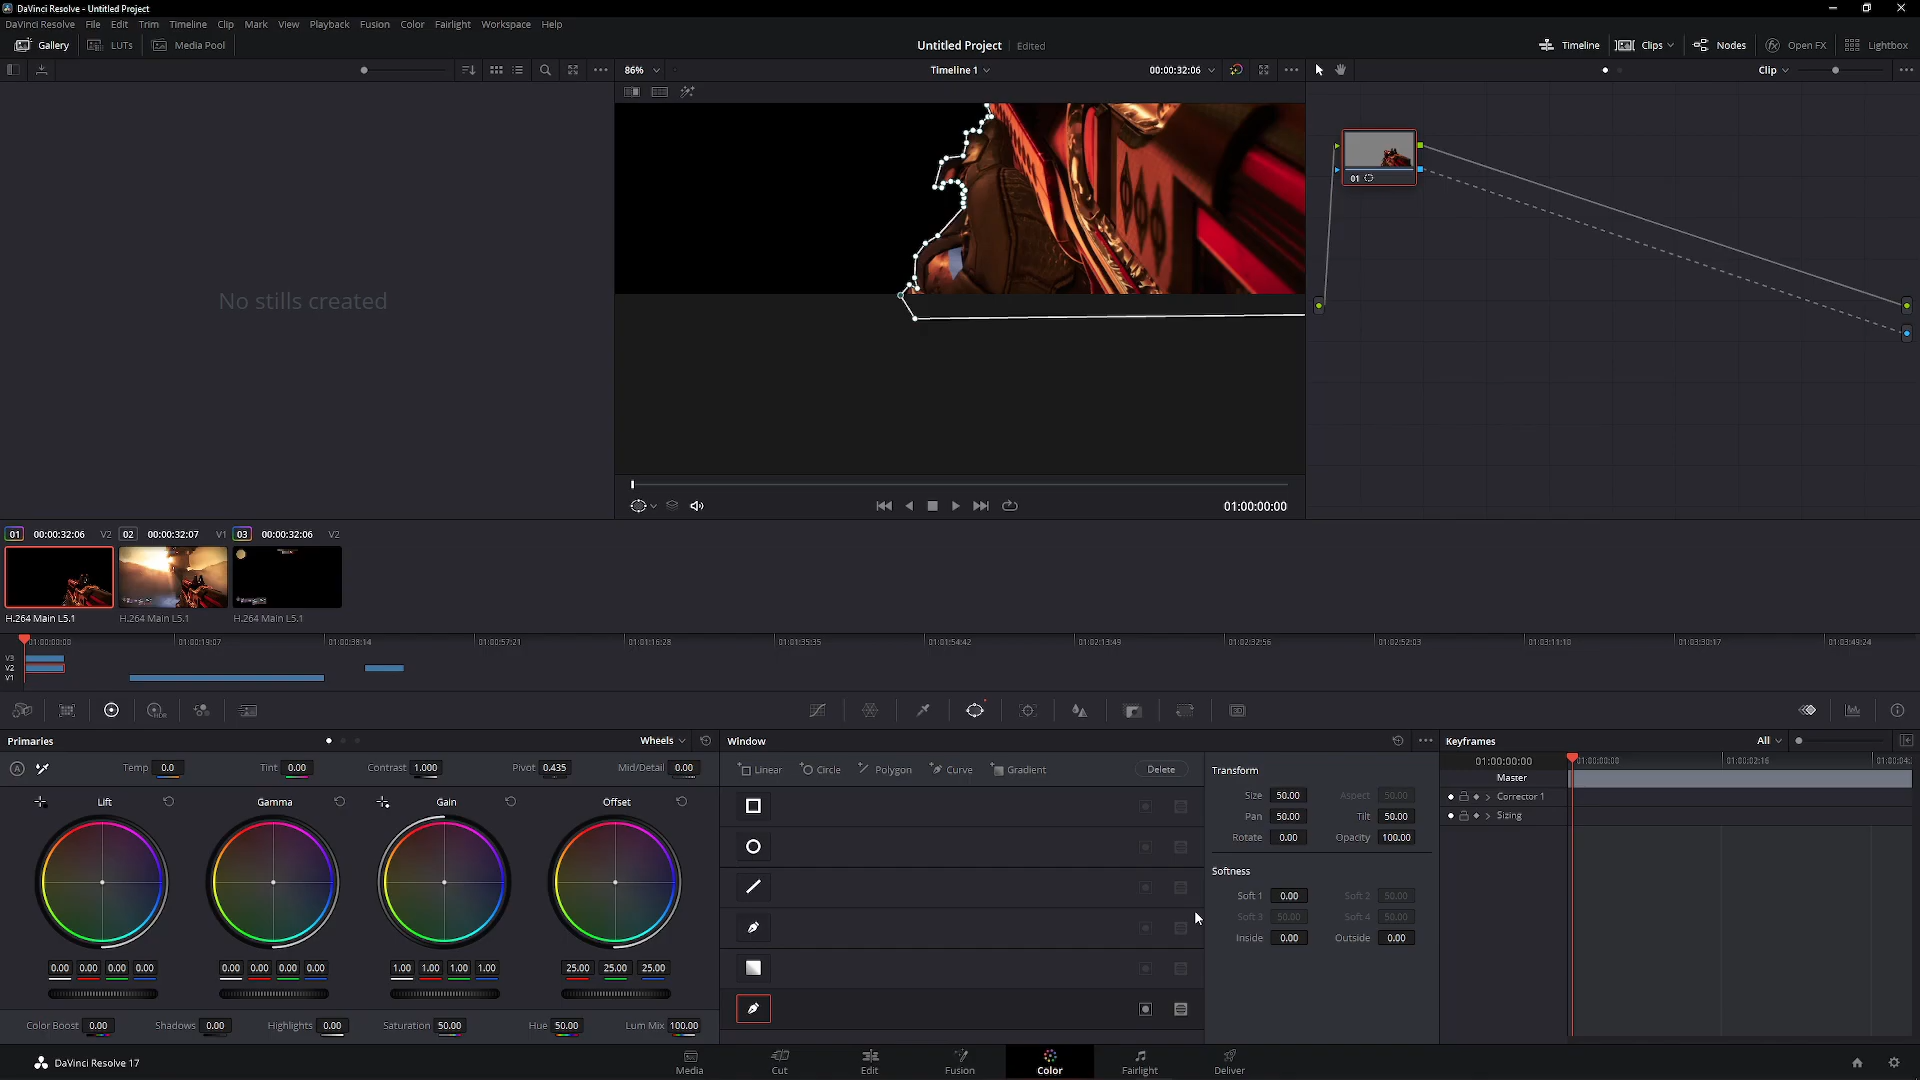 DaVinci Resolve - Untitled Project
DaVinci Resolve File Edit Trim Timeline Clip Mark View Playback Fusion Color Fairlight Workspace Help
Gallery LUTs Media Pool Untitled Project Edited Timeline Clips Nodes Open FX Lightbox
86% Timeline 1 00:00:32:06 Clip
No stills created
01
01:00:00:00
01 00:00:32:06 V2 02 00:00:32:07 V1 03 00:00:32:06 V2
H.264 Main L5.1 H.264 Main L5.1 H.264 Main L5.1
01:00:00:00 01:00:19:07 01:00:38:14 01:00:57:21 01:01:16:28 01:01:35:35 01:01:54:42 01:02:13:49 01:02:32:56 01:02:52:03 01:03:11:10 01:03:30:17 01:03:49:24
V3
V2
V1
Primaries Wheels Window Keyframes All
A Temp 0.0 Tint 0.00 Contrast 1.000 Pivot 0.435 Mid/Detail 0.00
Linear Circle Polygon Curve Gradient Delete
Transform
01:00:00:00 01:00:00:00 01:00:02:16 01:00:04:
Master
Lift Gamma Gain Offset
Size 50.00 Aspect 50.00
Corrector 1
Pan 50.00 Tilt 50.00
Sizing
Rotate 0.00 Opacity 100.00
Softness
Soft 1 0.00 Soft 2 50.00
Soft 3 50.00 Soft 4 50.00
Inside 0.00 Outside 0.00
0.00 0.00 0.00 0.00 0.00 0.00 0.00 0.00 1.00 1.00 1.00 1.00 25.00 25.00 25.00
Color Boost 0.00 Shadows 0.00 Highlights 0.00 Saturation 50.00 Hue 50.00 Lum Mix 100.00
DaVinci Resolve 17 Media Cut Edit Fusion Color Fairlight Deliver